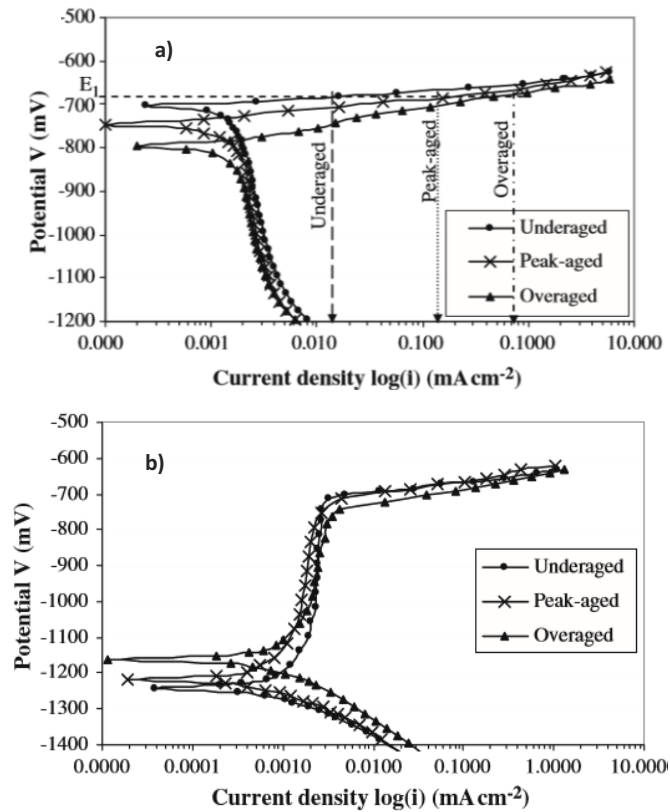 a)
-500
-600
E1
-700
-800
-900
-1000
-1100
-1200
Potential V (mV)
Underaged
Peak-aged
Overaged
Underaged
Peak-aged
Overaged
0.000
0.001
0.010
0.100
0.1000
10.000
Current density log(i) (mA cm-2)
b)
-500
-600
-700
-800
-900
-1000
-1100
-1200
-1300
-1400
Potential V (mV)
Underaged
Peak-aged
Overaged
0.0000
0.0001
0.0010
0.0100
0.1000
1.0000
10.0000
Current density log(i) (mA cm-2)